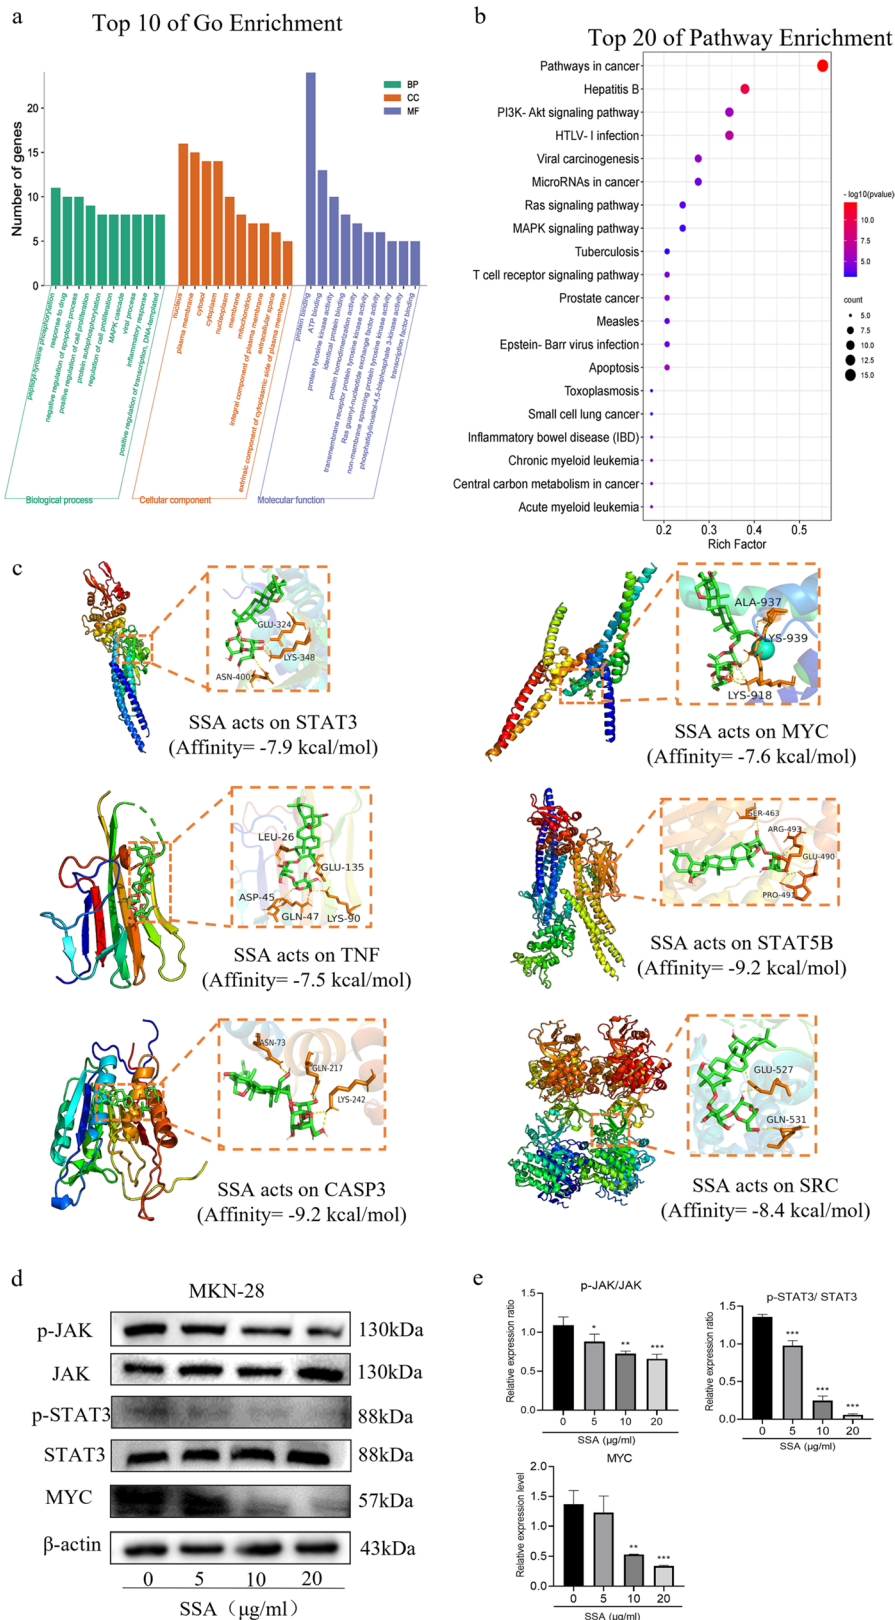 a
Top 10 of Go Enrichment
Number of genes
20
15
10
5
0
BP
CC
MF
peptidyl-tyrosine phosphorylation
response to drug
negative regulation of apoptotic process
positive regulation of cell proliferation
protein autophosphorylation
regulation of cell proliferation
MAPK cascade
viral process
inflammatory response
positive regulation of transcription, DNA-templated
nucleus
plasma membrane
cytosol
cytoplasm
nucleoplasm
membrane
mitochondrion
integral component of plasma membrane
extracellular space
extrinsic component of cytoplasmic side of plasma membrane
protein binding
ATP binding
protein tyrosine kinase activity
identical protein binding
protein homodimerization activity
transmembrane receptor protein tyrosine kinase activity
Ras guanyl-nucleotide exchange factor activity
non-membrane spanning protein tyrosine kinase activity
phosphatidylinositol-4,5-bisphosphate 3-kinase activity
transcription factor binding
Biological process
Cellular component
Molecular function
b
Top 20 of Pathway Enrichment
Pathways in cancer
Hepatitis B
PI3K- Akt signaling pathway
HTLV- I infection
Viral carcinogenesis
MicroRNAs in cancer
Ras signaling pathway
MAPK signaling pathway
Tuberculosis
T cell receptor signaling pathway
Prostate cancer
Measles
Epstein- Barr virus infection
Apoptosis
Toxoplasmosis
Small cell lung cancer
Inflammatory bowel disease (IBD)
Chronic myeloid leukemia
Central carbon metabolism in cancer
Acute myeloid leukemia
0.2 0.3 0.4 0.5
Rich Factor
- log10(pvalue)
10.0
7.5
5.0
count
5.0
7.5
10.0
12.5
15.0
c
GLU-324
LYS-348
ASN-400
SSA acts on STAT3
(Affinity= -7.9 kcal/mol)
ALA-937
LYS-939
LYS-918
SSA acts on MYC
(Affinity= -7.6 kcal/mol)
LEU-26
GLU-135
ASP-45
GLN-47
LYS-90
SSA acts on TNF
(Affinity= -7.5 kcal/mol)
SER-463
ARG-493
GLU-490
PRO-491
SSA acts on STAT5B
(Affinity= -9.2 kcal/mol)
ASN-73
GLN-217
LYS-242
SSA acts on CASP3
(Affinity= -9.2 kcal/mol)
GLU-527
GLN-531
SSA acts on SRC
(Affinity= -8.4 kcal/mol)
d
MKN-28
p-JAK 130kDa
JAK 130kDa
p-STAT3 88kDa
STAT3 88kDa
MYC 57kDa
β-actin 43kDa
0 5 10 20
SSA（μg/ml）
e
p-JAK/JAK
Relative expression ratio
1.5
1.0
0.5
0.0
*
**
***
0 5 10 20
SSA (μg/ml)
p-STAT3/ STAT3
Relative expression ratio
1.5
1.0
0.5
0.0
***
***
***
0 5 10 20
SSA (μg/ml)
MYC
Relative expression level
2.0
1.5
1.0
0.5
0.0
**
***
0 5 10 20
SSA (μg/ml)